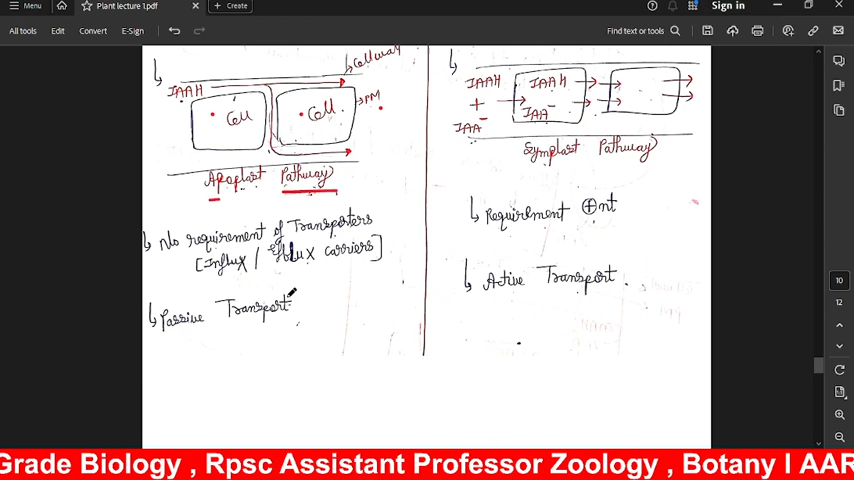 Menu
Plant lecture 1.pdf
Create
Sign in
All tools
Edit
Convert
E-Sign
Find text or tools
Cellway
IAAH
Cell
Cell
PM
Apoplast Pathway
No requirement of Transporters
[Influx / Efflux carriers]
Passive Transport
IAAH
+
IAA⁻
IAAH
IAA⁻
Symplast Pathway
Requirement ⊕nt
Active Transport.
10
12
Grade Biology , Rpsc Assistant Professor Zoology , Botany I AAR